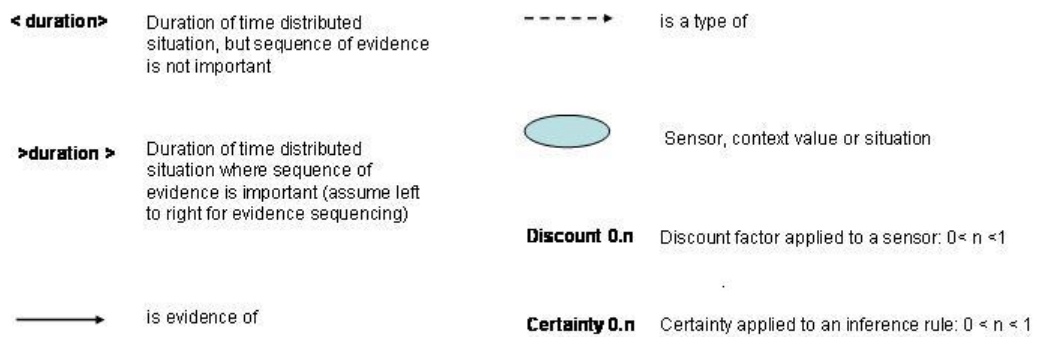 < duration>
Duration of time distributed
situation, but sequence of evidence
is not important
>duration >
Duration of time distributed
situation where sequence of
evidence is important (assume left
to right for evidence sequencing)
is evidence of
is a type of
Sensor, context value or situation
Discount 0.n
Discount factor applied to a sensor: 0< n <1
.
Certainty 0.n
Certainty applied to an inference rule: 0 < n < 1